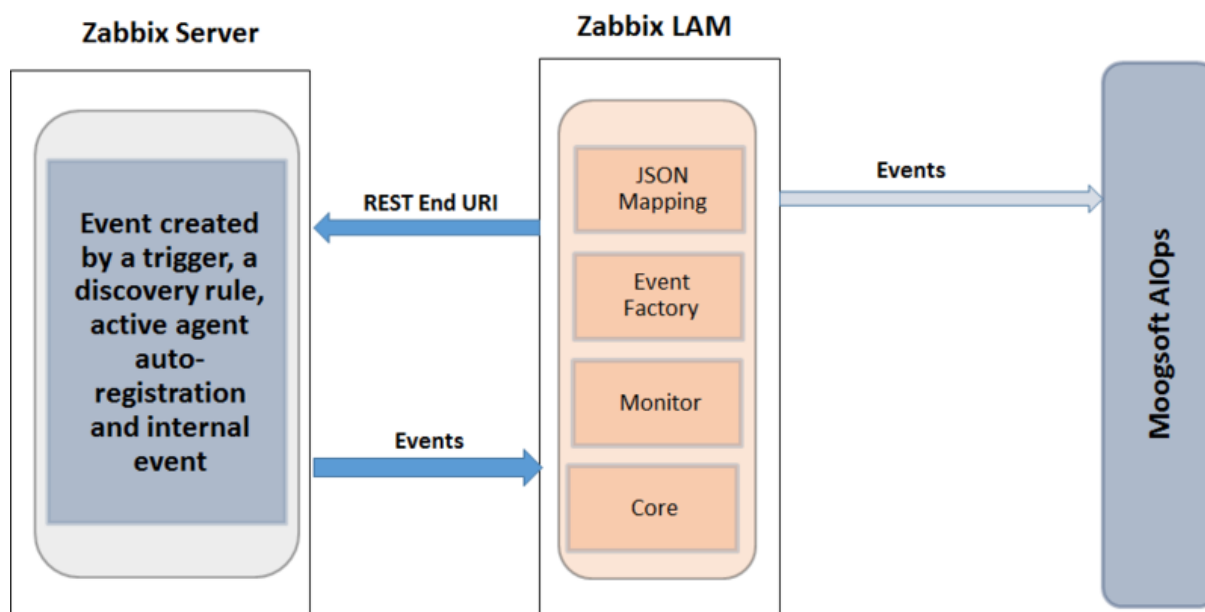 Zabbix Server
Zabbix LAM
Event created
by a trigger, a
discovery rule,
active agent
auto-
registration
and internal
event
REST End URI
Events
JSON
Mapping
Event
Factory
Monitor
Core
Events
Moogsoft AIOps